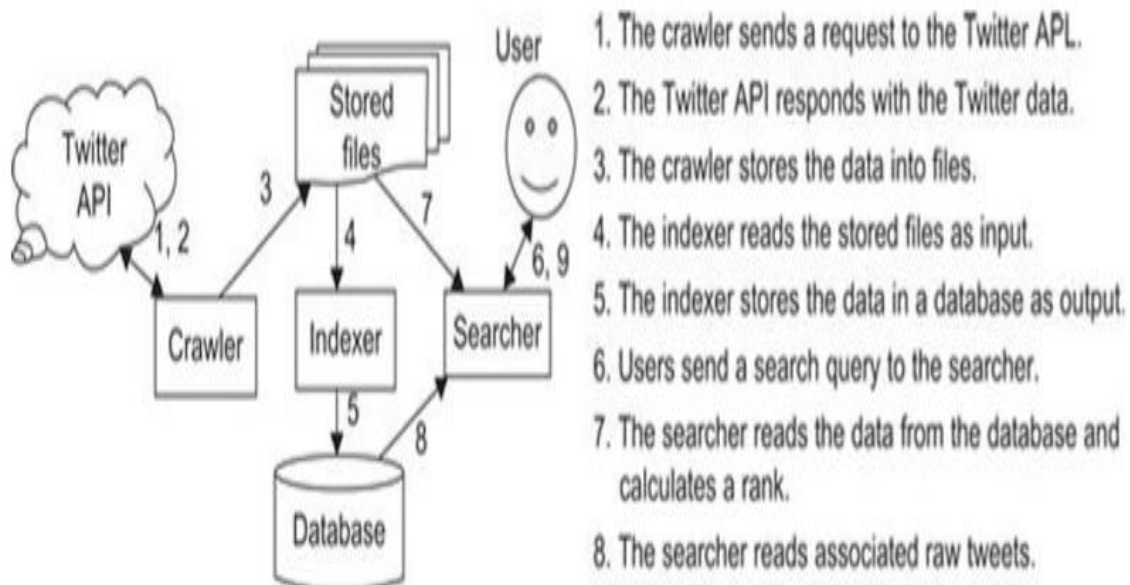 User
Stored
files
Twitter
API
1, 2
3
4
7
6, 9
Crawler
Indexer
Searcher
5
8
Database
1. The crawler sends a request to the Twitter APL.
2. The Twitter API responds with the Twitter data.
3. The crawler stores the data into files.
4. The indexer reads the stored files as input.
5. The indexer stores the data in a database as output.
6. Users send a search query to the searcher.
7. The searcher reads the data from the database and
calculates a rank.
8. The searcher reads associated raw tweets.